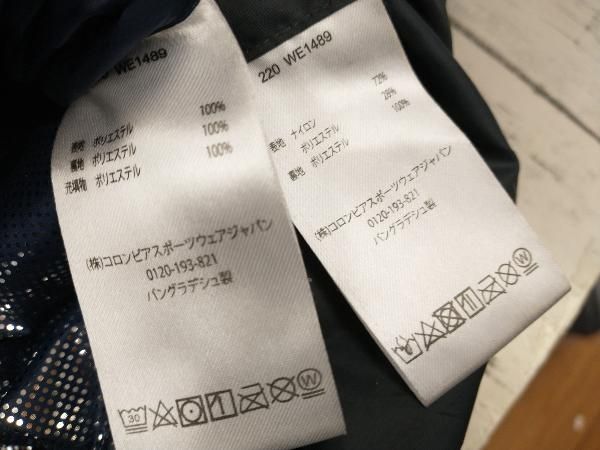 WE1489
表地 ポリエステル 100%
裏地 ポリエステル 100%
充填物 ポリエステル 100%
(株)コロンビアスポーツウェアジャパン
0120-193-821
バングラデシュ製
30
W
220 WE1489
表地 ナイロン 72%
ポリエステル 28%
裏地 ポリエステル 100%
(株)コロンビアスポーツウェアジャパン
0120-193-821
バングラデシュ製
W